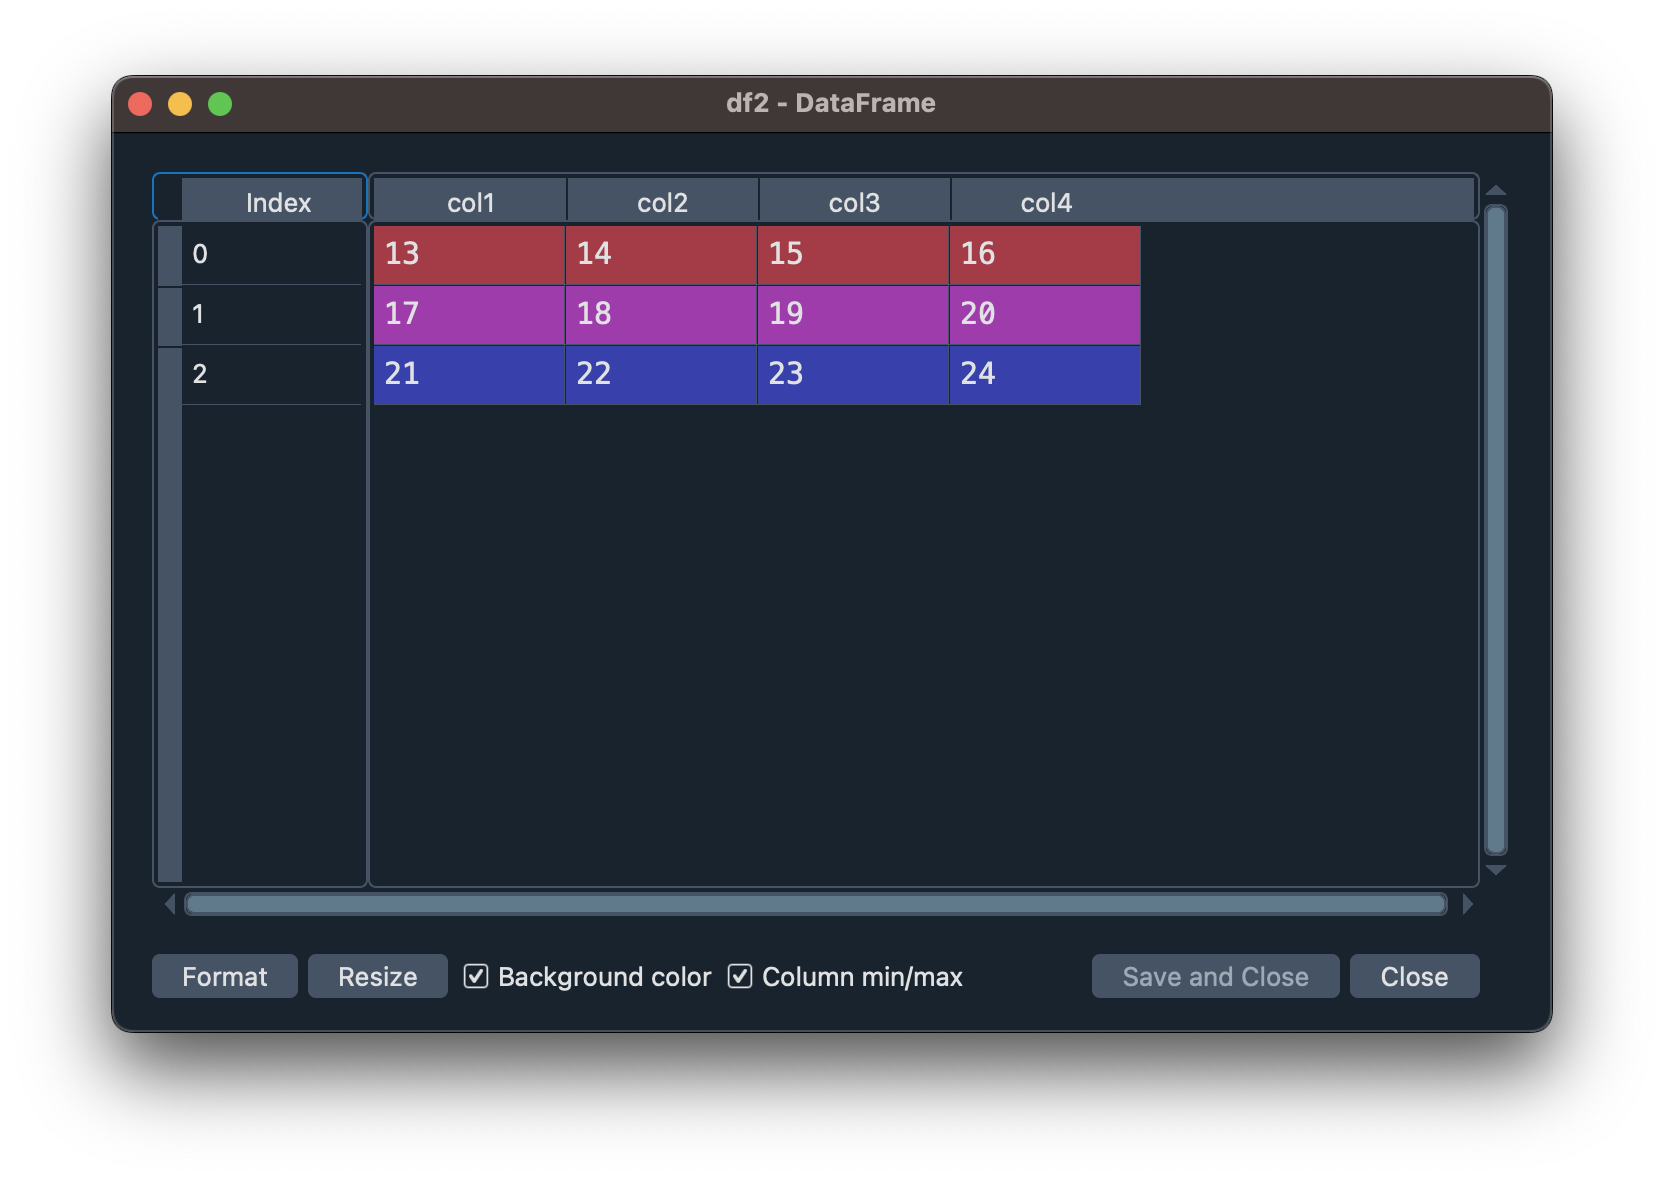 df2 - DataFrame
Index col1 col2 col3 col4
0 13 14 15 16
1 17 18 19 20
2 21 22 23 24
Format Resize Background color Column min/max Save and Close Close